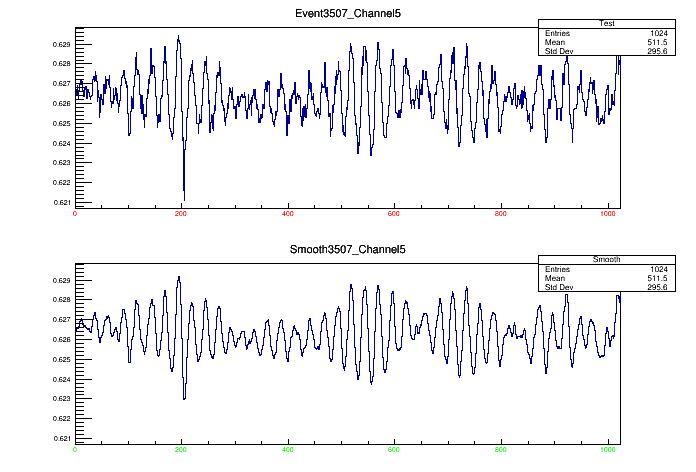 Event3507_Channel5
Test
Entries 1024
Mean 511.5
Std Dev 295.6
0.629
0.628
0.627
0.626
0.625
0.624
0.623
0.622
0.621
0 200 400 600 800 1000
Smooth3507_Channel5
Smooth
Entries 1024
Mean 511.5
Std Dev 295.6
0.629
0.628
0.627
0.626
0.625
0.624
0.623
0.622
0.621
0 200 400 600 800 1000